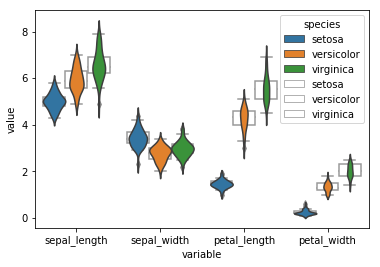 species
setosa
versicolor
virginica
setosa
versicolor
virginica
8
6
4
2
0
value
sepal_length sepal_width petal_length petal_width
variable